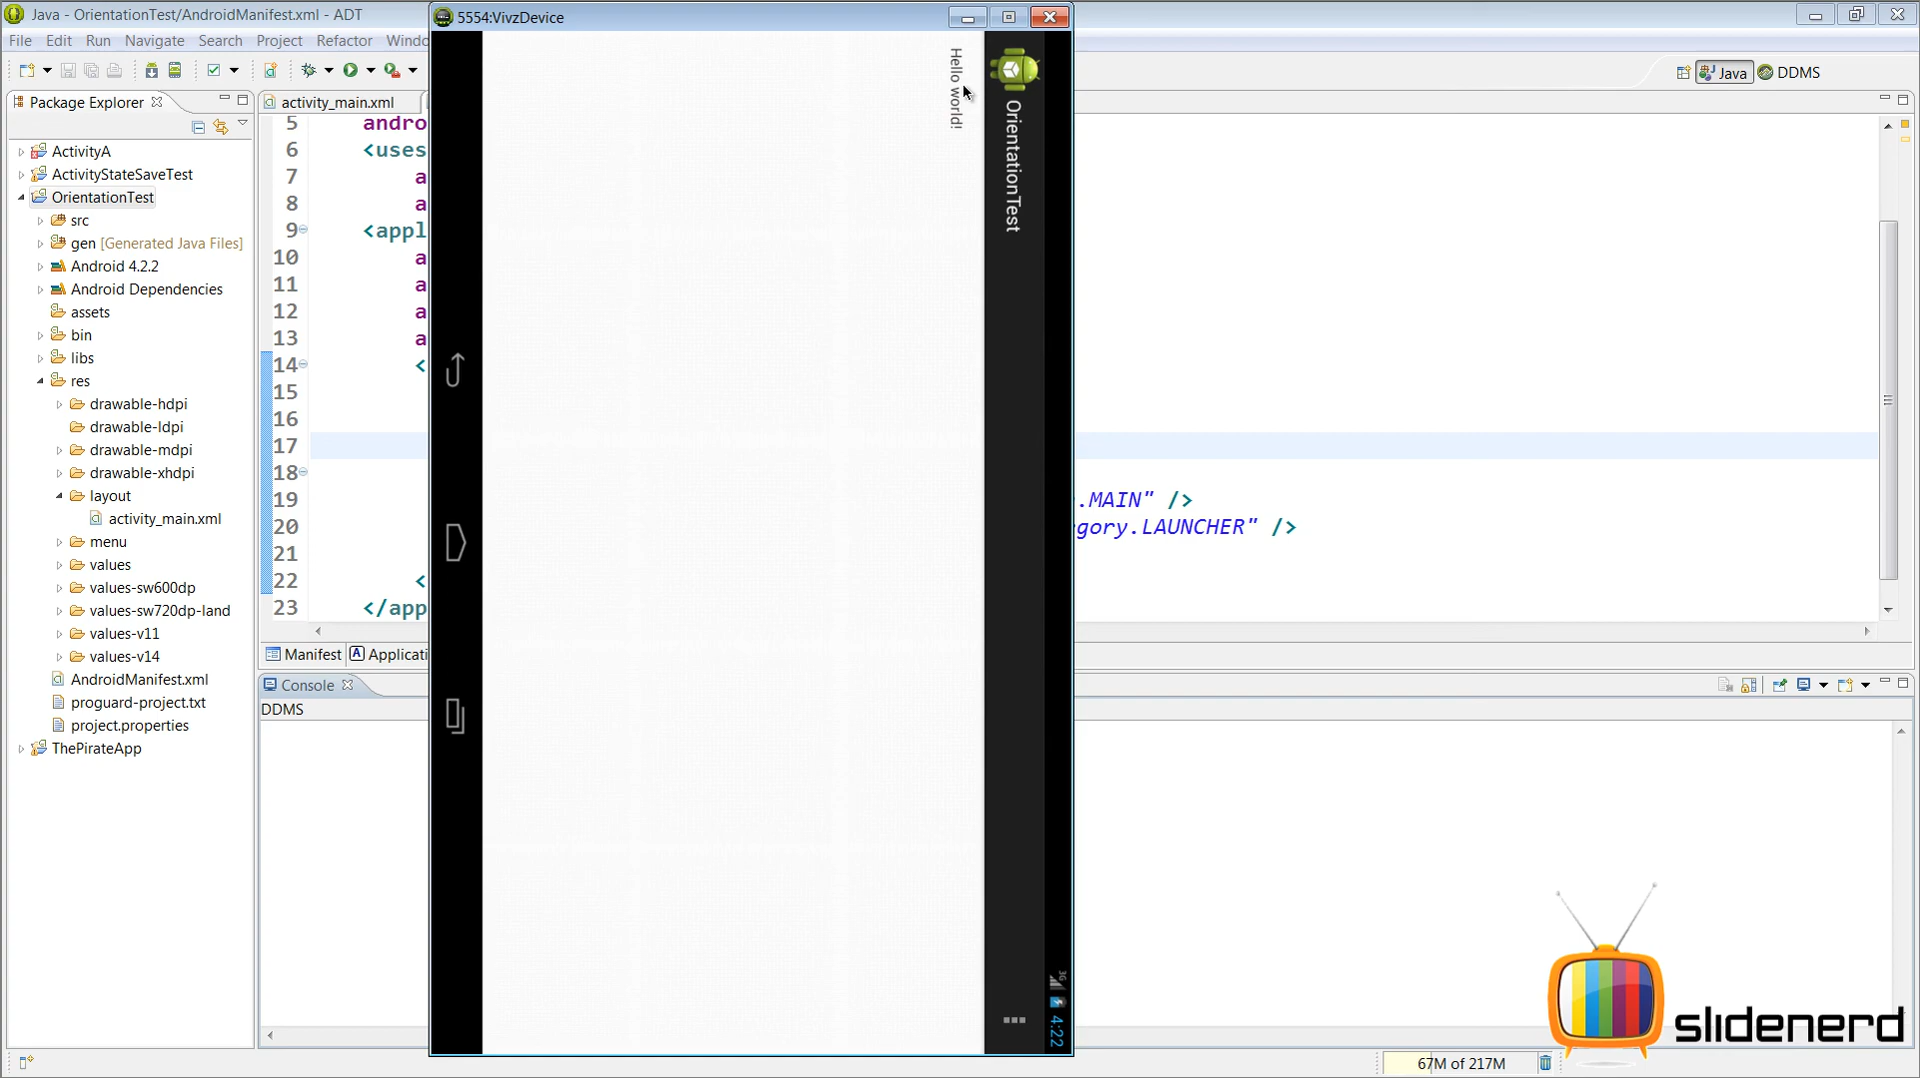 Java - OrientationTest/AndroidManifest.xml - ADT
5554:VivzDevice
File Edit Run Navigate Search Project Refactor Windo
Java DDMS
Package Explorer
activity_main.xml
ActivityA
ActivityStateSaveTest
OrientationTest
src
gen [Generated Java Files]
Android 4.2.2
Android Dependencies
assets
bin
libs
res
drawable-hdpi
drawable-ldpi
drawable-mdpi
drawable-xhdpi
layout
activity_main.xml
menu
values
values-sw600dp
values-sw720dp-land
values-v11
values-v14
AndroidManifest.xml
proguard-project.txt
project.properties
ThePirateApp
5 andro
6 <uses
7 a
8 a
9 <appl
10 a
11 a
12 a
13 a
14 <
15
16
17
18
19 .MAIN" />
20 gory.LAUNCHER" />
21
22 <
23 </app
Manifest A Applicati
Console
DDMS
OrientationTest
Hello world!
3G
4:22
67M of 217M
slidenerd